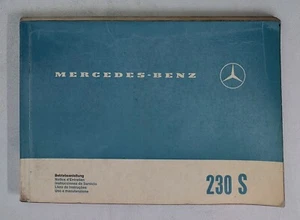 MERCEDES-BENZ
Betriebsanleitung
Notice d'Entretien
Instrucciones de Servicio
230 S